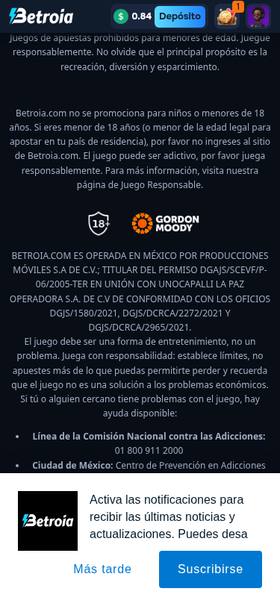 Betroia
$ 0.84 Depósito
1
Juegos de apuestas prohibidos para menores de edad. Juegue
responsablemente. No olvide que el principal propósito es la
recreación, diversión y esparcimiento.
Betroia.com no se promociona para niños o menores de 18
años. Si eres menor de 18 años (o menor de la edad legal para
apostar en tu país de residencia), por favor no ingreses al sitio
de Betroia.com. El juego puede ser adictivo, por favor juega
responsablemente. Para más información, visita nuestra
página de Juego Responsable.
18+
GORDON
MOODY
BETROIA.COM ES OPERADA EN MÉXICO POR PRODUCCIONES
MÓVILES S.A DE C.V.; TITULAR DEL PERMISO DGAJS/SCEVF/P-
06/2005-TER EN UNIÓN CON UNOCAPALLI LA PAZ
OPERADORA S.A. DE C.V DE CONFORMIDAD CON LOS OFICIOS
DGJS/1580/2021, DGJS/DCRCA/2272/2021 Y
DGJS/DCRCA/2965/2021.
El juego debe ser una forma de entretenimiento, no un
problema. Juega con responsabilidad: establece límites, no
apuestes más de lo que puedas permitirte perder y recuerda
que el juego no es una solución a los problemas económicos.
Si tú o alguien cercano tiene problemas con el juego, hay
ayuda disponible:
• Línea de la Comisión Nacional contra las Adicciones:
01 800 911 2000
• Ciudad de México: Centro de Prevención en Adicciones
Betroia
Activa las notificaciones para
recibir las últimas noticias y
actualizaciones. Puedes desa
Más tarde
Suscribirse